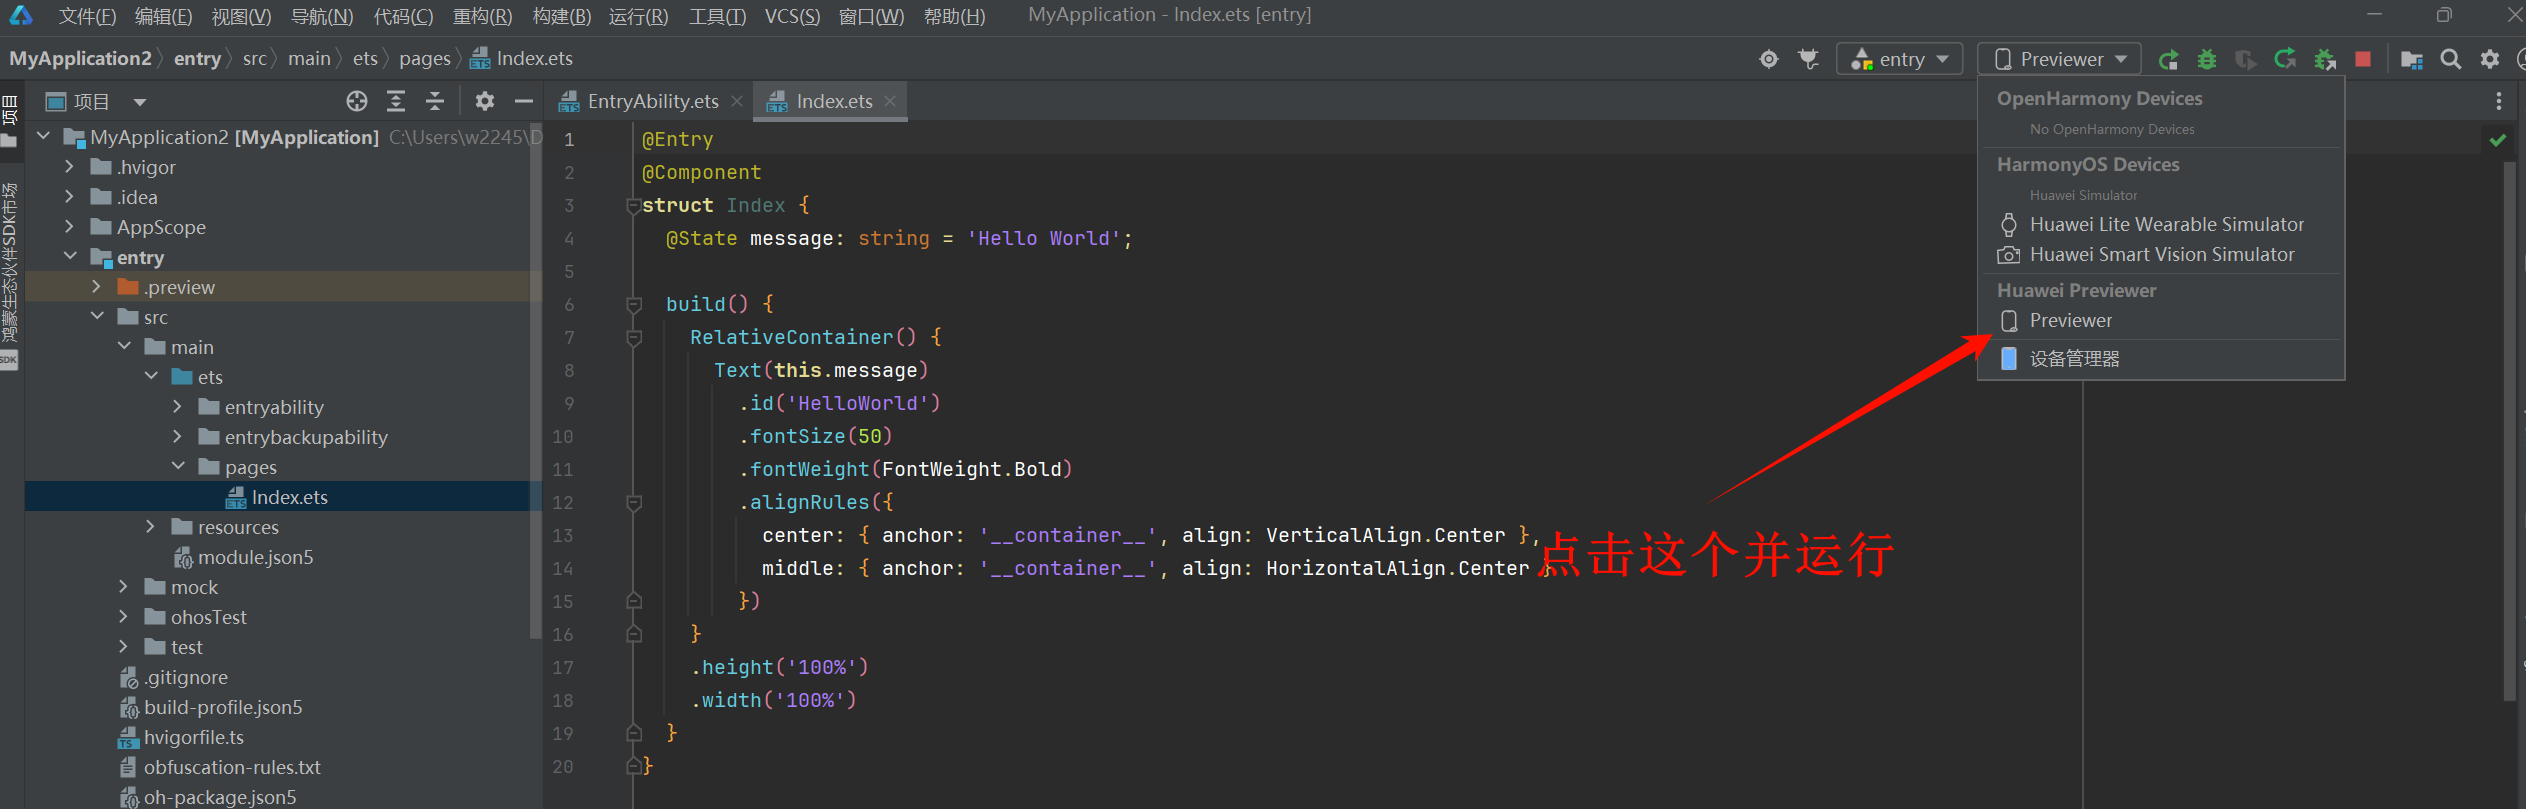 文件(F) 编辑(E) 视图(V) 导航(N) 代码(C) 重构(R) 构建(B) 运行(R) 工具(T) VCS(S) 窗口(W) 帮助(H) MyApplication - Index.ets [entry]
MyApplication2 entry src main ets pages Index.ets
entry
Previewer
项目
鸿蒙生态伙伴SDK市场
SDK
项目
EntryAbility.ets
Index.ets
MyApplication2 [MyApplication] C:\Users\w2245\D
.hvigor
.idea
AppScope
entry
.preview
src
main
ets
entryability
entrybackupability
pages
Index.ets
resources
module.json5
mock
ohosTest
test
.gitignore
build-profile.json5
hvigorfile.ts
obfuscation-rules.txt
oh-package.json5
1 @Entry
2 @Component
3 struct Index {
4 @State message: string = 'Hello World';
5
6 build() {
7 RelativeContainer() {
8 Text(this.message)
9 .id('HelloWorld')
10 .fontSize(50)
11 .fontWeight(FontWeight.Bold)
12 .alignRules({
13 center: { anchor: '__container__', align: VerticalAlign.Center },
14 middle: { anchor: '__container__', align: HorizontalAlign.Center }
15 })
16 }
17 .height('100%')
18 .width('100%')
19 }
20 }
点击这个并运行
OpenHarmony Devices
No OpenHarmony Devices
HarmonyOS Devices
Huawei Simulator
Huawei Lite Wearable Simulator
Huawei Smart Vision Simulator
Huawei Previewer
Previewer
设备管理器